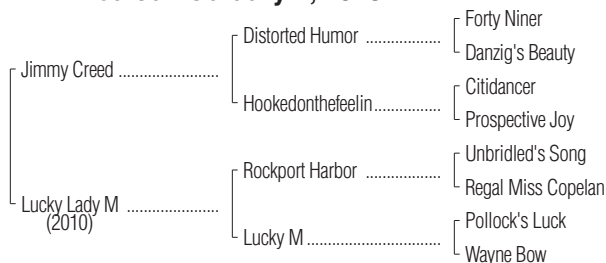 Forty Niner
Distorted Humor ..................
Danzig's Beauty
Jimmy Creed ........................
Citidancer
Hookedonthefeelin................
Prospective Joy
Unbridled's Song
Rockport Harbor ..................
Regal Miss Copelan
Lucky Lady M ......................
(2010)
Pollock's Luck
Lucky M ................................
Wayne Bow